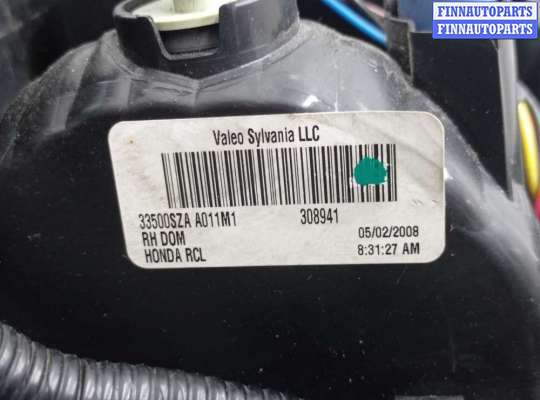 FINNAUTOPARTS
FINNAUTOPARTS
Valeo Sylvania LLC
33500SZA A011M1 308941
RH DOM 05/02/2008
HONDA RCL 8:31:27 AM